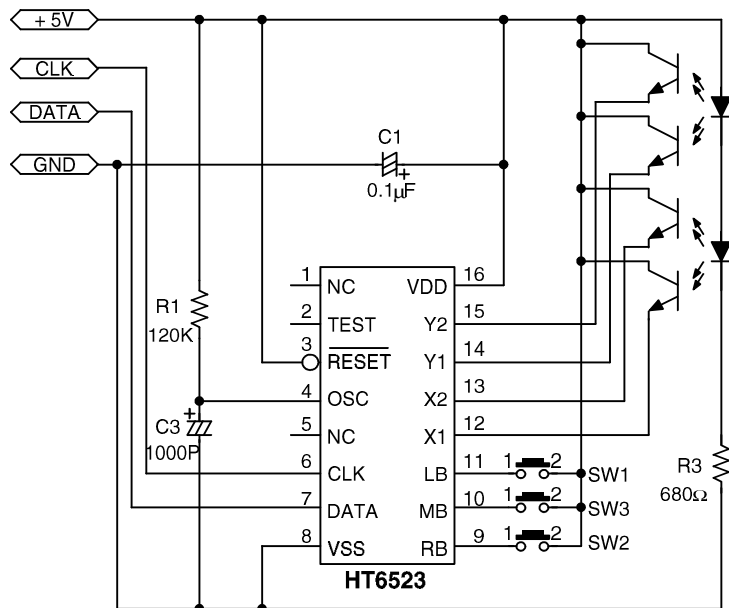 + 5V
CLK
DATA
GND
C1
+
0.1µF
R1
120K
+
C3
1000P
1 NC VDD 16
2 TEST Y2 15
3 RESET Y1 14
4 OSC X2 13
5 NC X1 12
6 CLK LB 11 1 2 SW1
7 DATA MB 10 1 2 SW3
8 VSS RB 9 1 2 SW2
HT6523
R3
680Ω